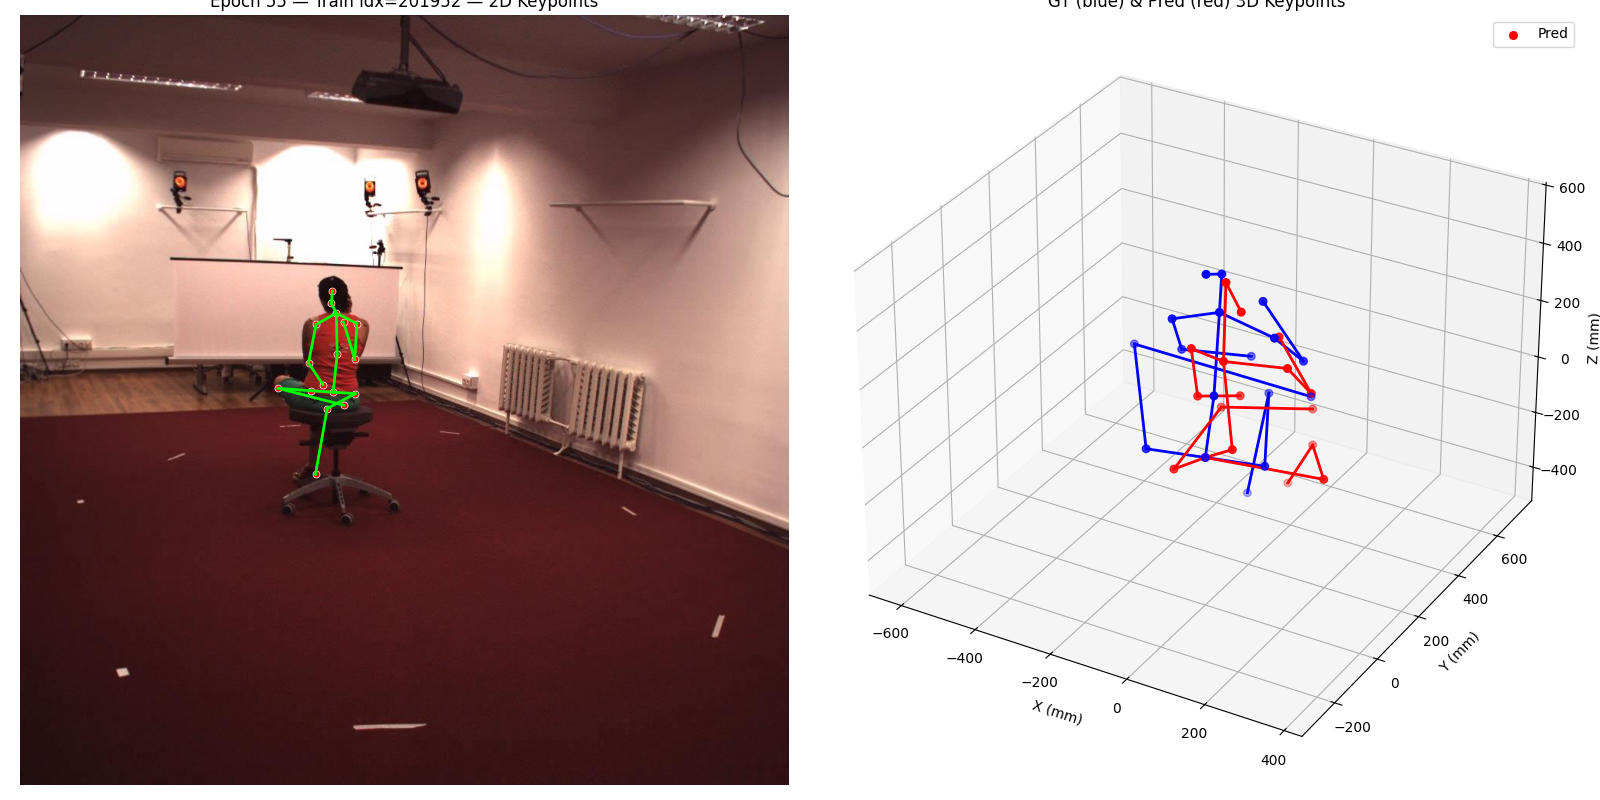 Epoch 55 — Train idx=201952 — 2D Keypoints
GT (blue) & Pred (red) 3D Keypoints
Pred
600
400
200
0
−200
−400
Z (mm)
600
400
200
0
−200
Y (mm)
−600
−400
−200
0
200
400
X (mm)